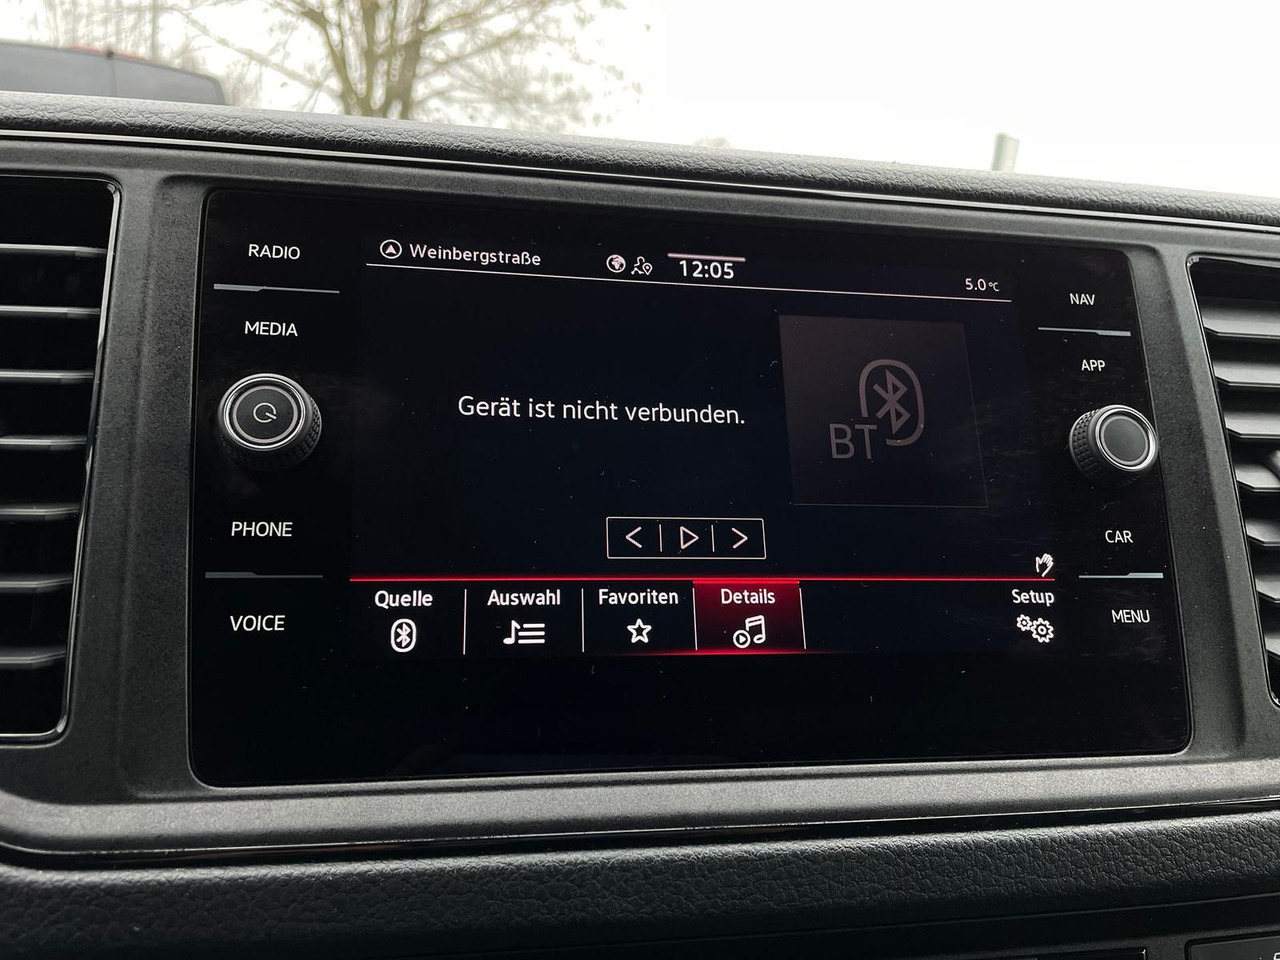 RADIO
MEDIA
PHONE
VOICE
Weinbergstraße
12:05
5.0°C
Gerät ist nicht verbunden.
BT
Quelle
Auswahl
Favoriten
Details
Setup
NAV
APP
CAR
MENU